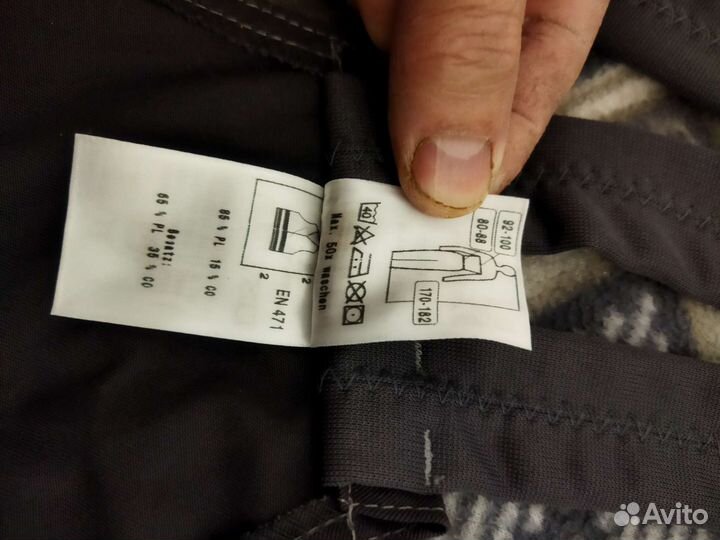 92-108
80-88
170-182
40
Max. 50x waschen
2
2
EN 471
85 % PL 15 % CO
Besatz:
65 % PL 35 % CO
Avito